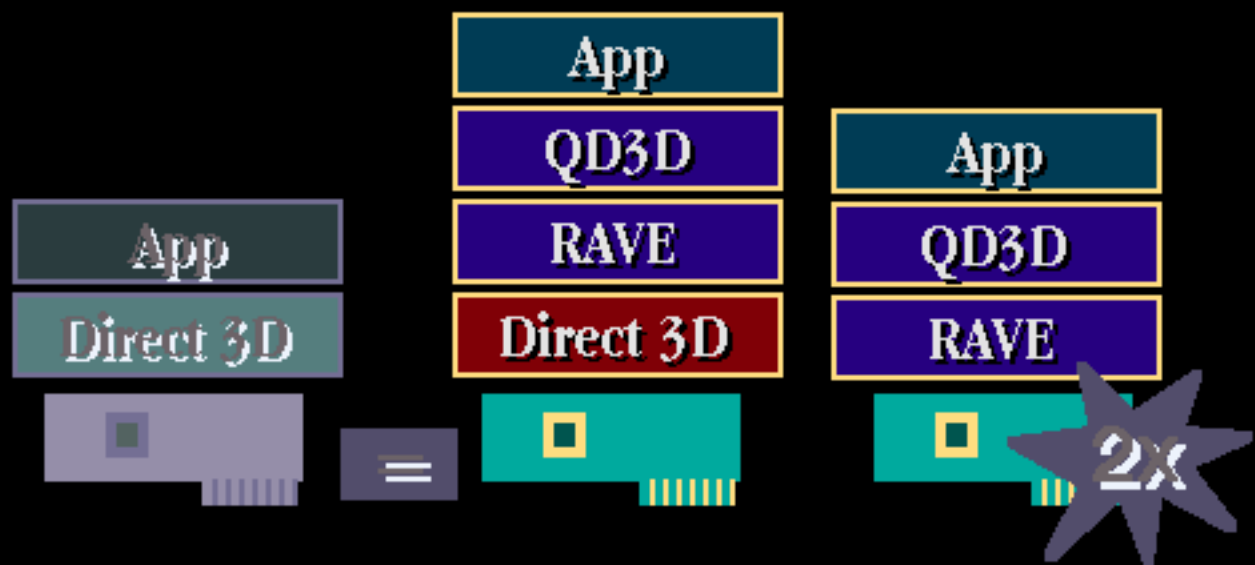 App
Direct 3D
=
App
QD3D
RAVE
Direct 3D
App
QD3D
RAVE
2x